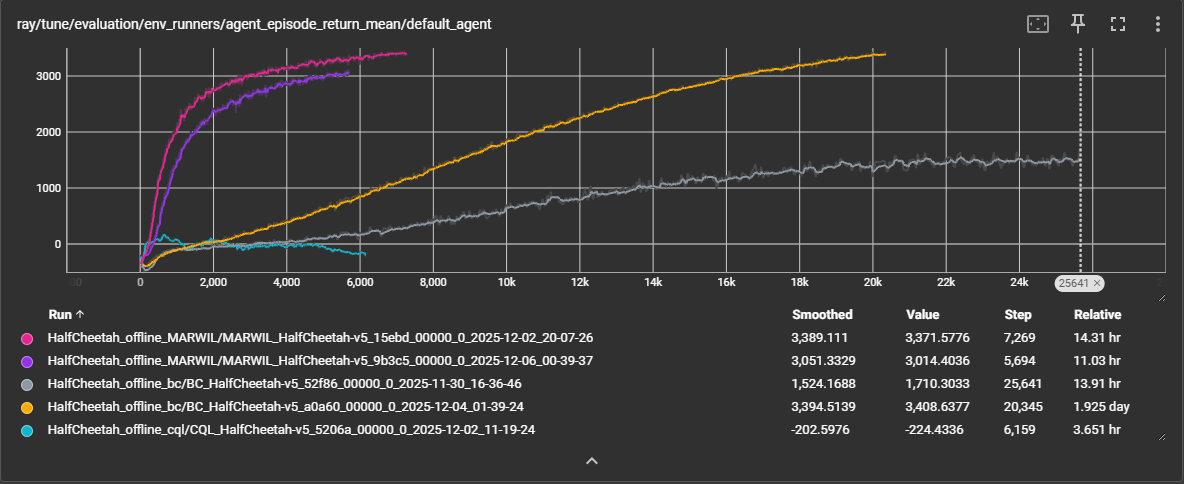 ray/tune/evaluation/env_runners/agent_episode_return_mean/default_agent
3000
2000
1000
0
0 2,000 4,000 6,000 8,000 10k 12k 14k 16k 18k 20k 22k 24k
25641 ×
Run ↑ Smoothed Value Step Relative
HalfCheetah_offline_MARWIL/MARWIL_HalfCheetah-v5_15ebd_00000_0_2025-12-02_20-07-26 3,389.111 3,371.5776 7,269 14.31 hr
HalfCheetah_offline_MARWIL/MARWIL_HalfCheetah-v5_9b3c5_00000_0_2025-12-06_00-39-37 3,051.3329 3,014.4036 5,694 11.03 hr
HalfCheetah_offline_bc/BC_HalfCheetah-v5_52f86_00000_0_2025-11-30_16-36-46 1,524.1688 1,710.3033 25,641 13.91 hr
HalfCheetah_offline_bc/BC_HalfCheetah-v5_a0a60_00000_0_2025-12-04_01-39-24 3,394.5139 3,408.6377 20,345 1.925 day
HalfCheetah_offline_cql/CQL_HalfCheetah-v5_5206a_00000_0_2025-12-02_11-19-24 -202.5976 -224.4336 6,159 3.651 hr